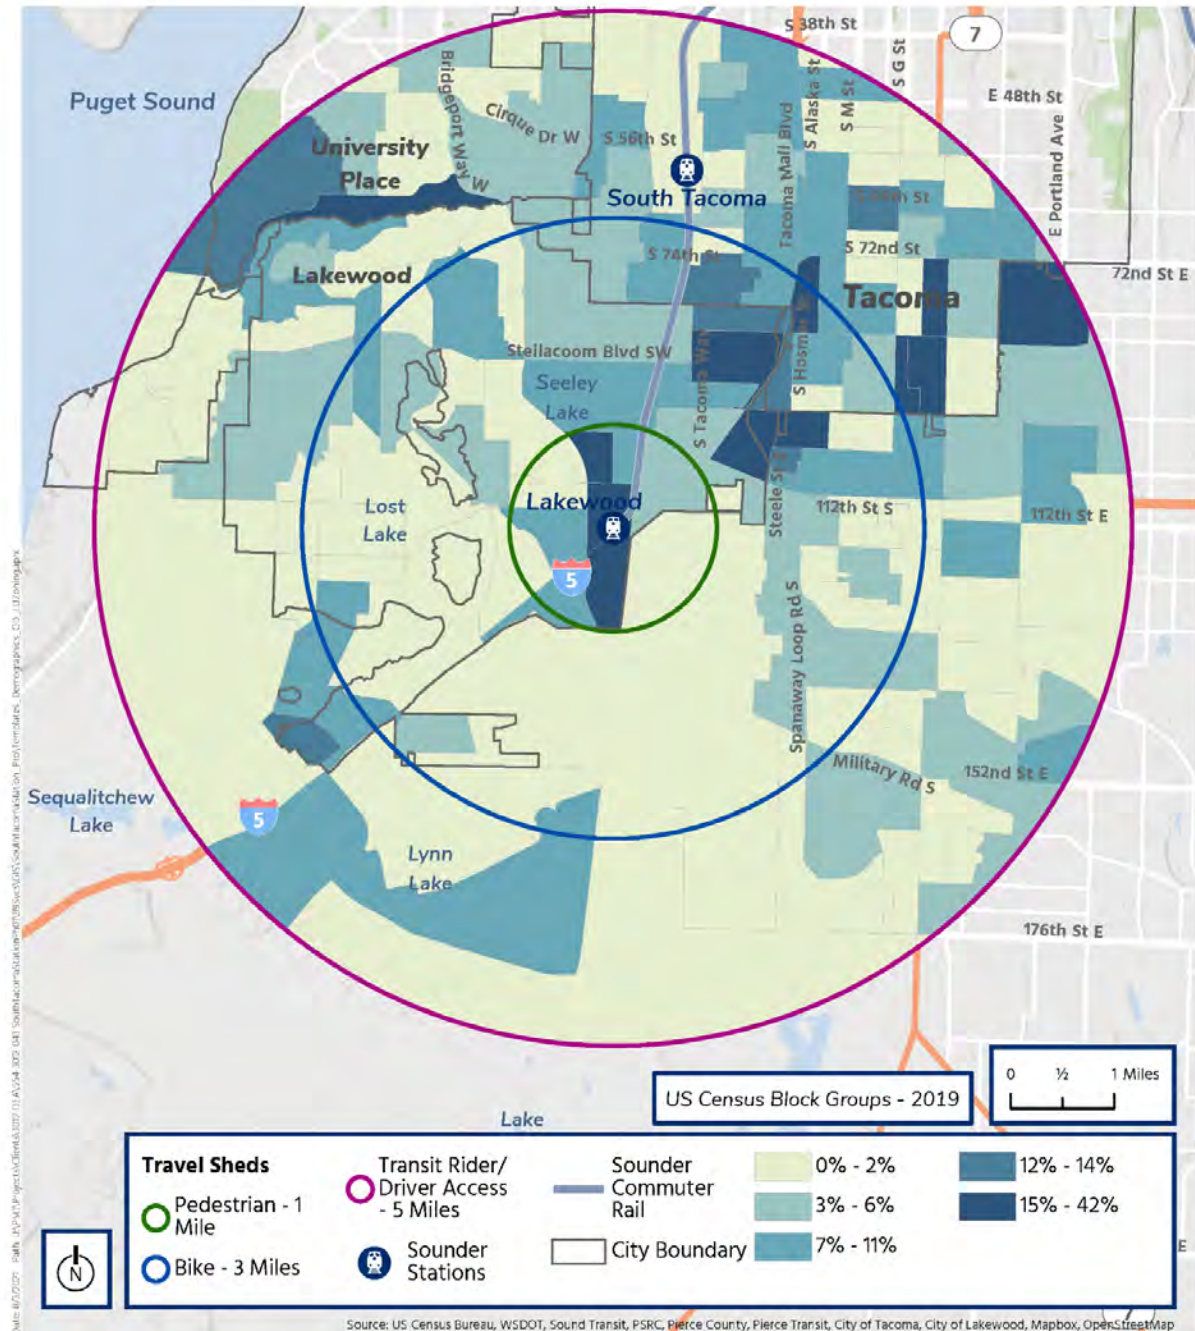 S 38th St
7
S G St
Puget Sound
Bridgeport Way W
S Alaska St
S M St
E 48th St
Cirque Dr W
Tacoma Mall Blvd
E Portland Ave
University
Place
S 56th St
South Tacoma
S 72nd St
S 74th St
Lakewood
72nd St E
Tacoma
Steilacoom Blvd SW
S Tacoma Way
Seeley
Lake
Lakewood
Lost
Lake
112th St S
112th St E
5
Spanaway Loop Rd S
Military Rd S
152nd St E
Sequalitchew
Lake
5
Lynn
Lake
176th St E
US Census Block Groups - 2019
0 ½ 1 Miles
Lake
Travel Sheds
Pedestrian - 1
Mile
Bike - 3 Miles
Transit Rider/
Driver Access
- 5 Miles
Sounder
Stations
Sounder
Commuter
Rail
City Boundary
0% - 2%
3% - 6%
7% - 11%
12% - 14%
15% - 42%
N
E
Source: US Census Bureau, WSDOT, Sound Transit, PSRC, Pierce County, Pierce Transit, City of Tacoma, City of Lakewood, Mapbox, OpenStreetMap